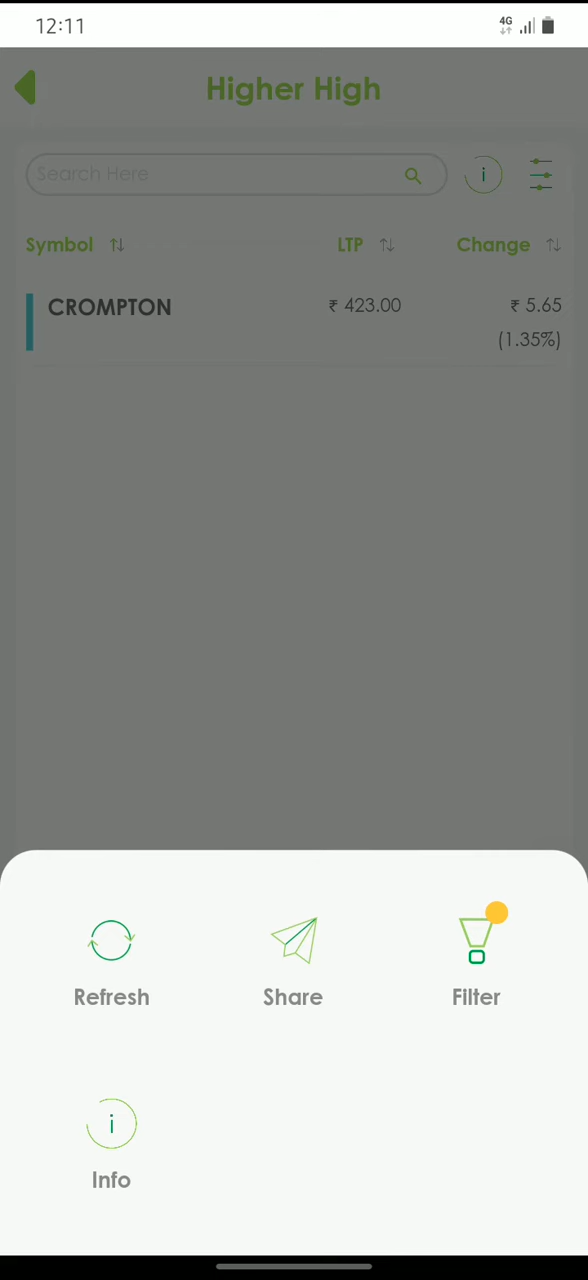 12:11 4G
Higher High
Search Here i
Symbol LTP Change
CROMPTON ₹ 423.00 ₹ 5.65
(1.35%)
Refresh Share Filter
i
Info